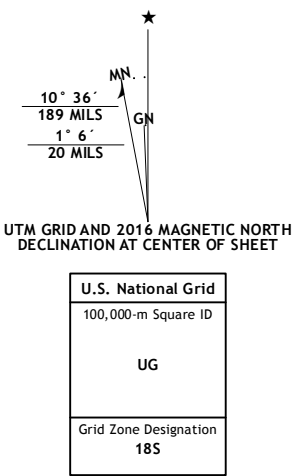 ★
MN
10° 36´
189 MILS
GN
1° 6´
20 MILS
UTM GRID AND 2016 MAGNETIC NORTH
DECLINATION AT CENTER OF SHEET
U.S. National Grid
100,000-m Square ID
UG
Grid Zone Designation
18S